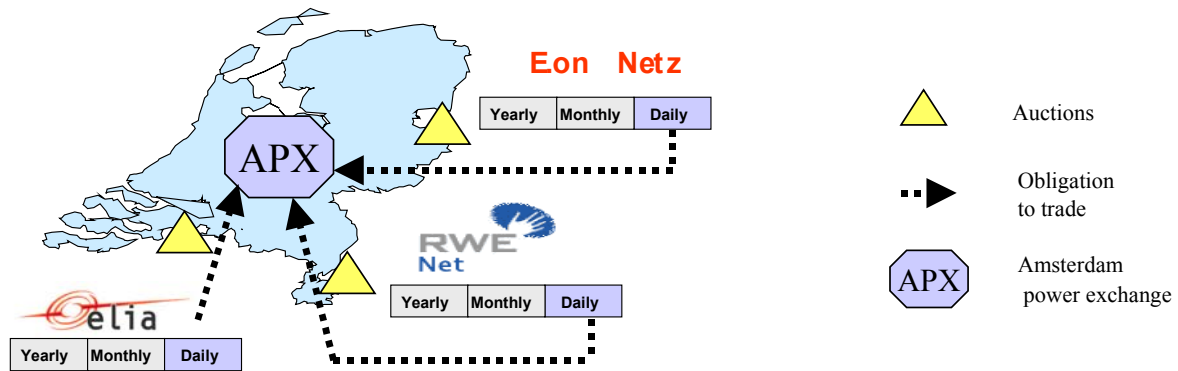 Eon Netz
Yearly Monthly Daily
APX
RWE
Net
Yearly Monthly Daily
elia
Yearly Monthly Daily
Auctions
Obligation
to trade
APX
Amsterdam
power exchange